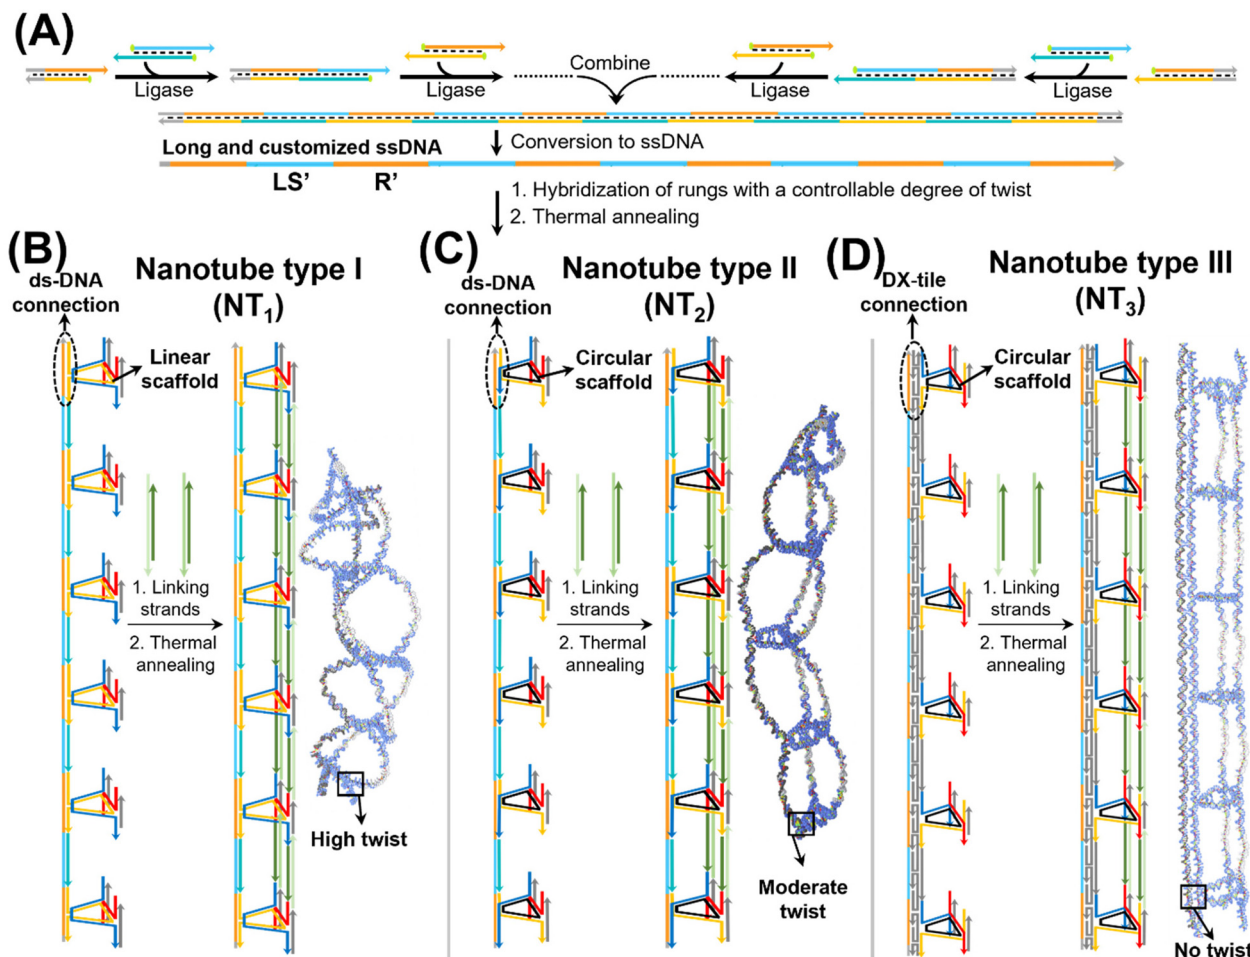 (A)
Ligase
Ligase
Combine
Ligase
Ligase
Long and customized ssDNA
Conversion to ssDNA
LS’
R’
1. Hybridization of rungs with a controllable degree of twist
2. Thermal annealing
(B)
Nanotube type I
(NT1)
ds-DNA
connection
Linear
scaffold
1. Linking
strands
2. Thermal
annealing
High twist
(C)
Nanotube type II
(NT2)
ds-DNA
connection
Circular
scaffold
1. Linking
strands
2. Thermal
annealing
Moderate
twist
(D)
Nanotube type III
(NT3)
DX-tile
connection
Circular
scaffold
1. Linking
strands
2. Thermal
annealing
No twist